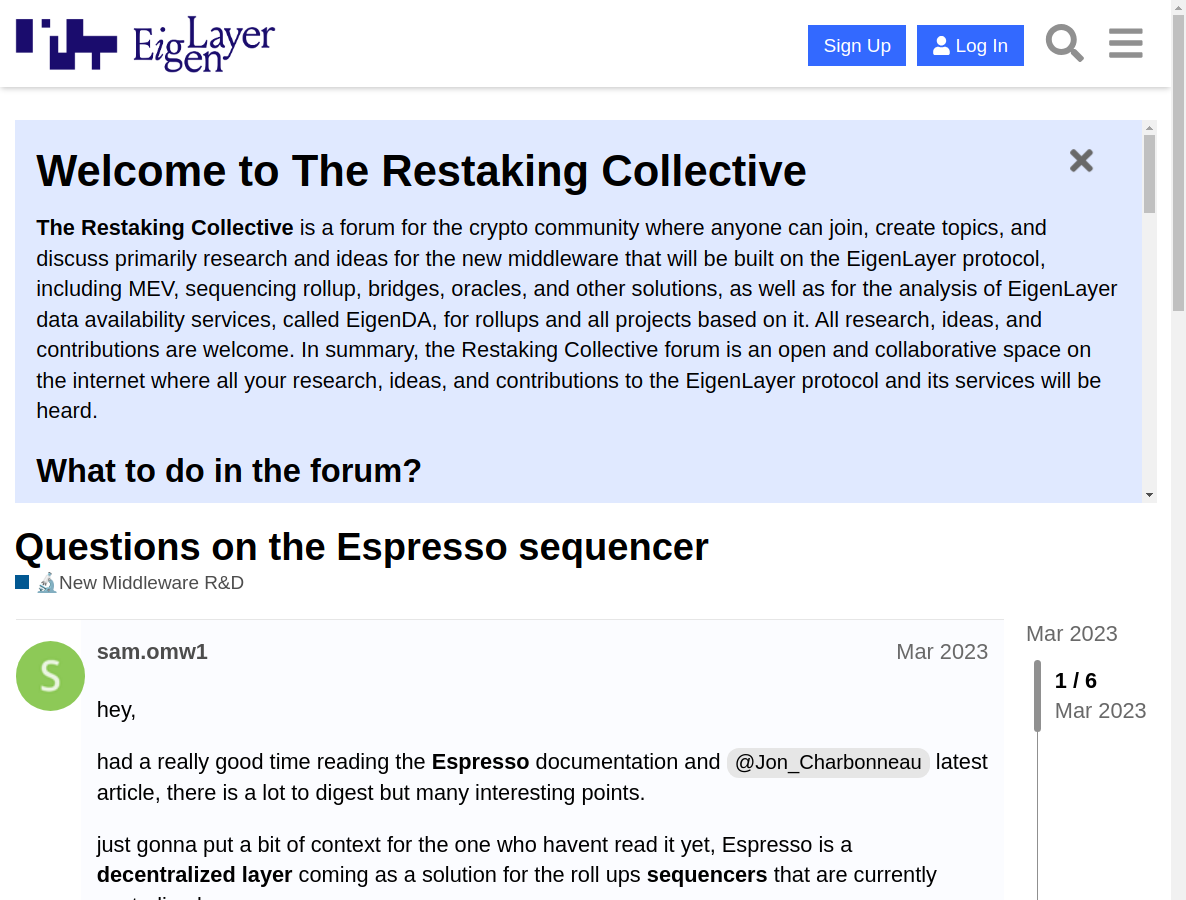 EigenLayer
Sign Up
Log In
Welcome to The Restaking Collective
The Restaking Collective is a forum for the crypto community where anyone can join, create topics, and
discuss primarily research and ideas for the new middleware that will be built on the EigenLayer protocol,
including MEV, sequencing rollup, bridges, oracles, and other solutions, as well as for the analysis of EigenLayer
data availability services, called EigenDA, for rollups and all projects based on it. All research, ideas, and
contributions are welcome. In summary, the Restaking Collective forum is an open and collaborative space on
the internet where all your research, ideas, and contributions to the EigenLayer protocol and its services will be
heard.
What to do in the forum?
Questions on the Espresso sequencer
New Middleware R&D
S
sam.omw1
Mar 2023
hey,
had a really good time reading the Espresso documentation and @Jon_Charbonneau latest
article, there is a lot to digest but many interesting points.
just gonna put a bit of context for the one who havent read it yet, Espresso is a
decentralized layer coming as a solution for the roll ups sequencers that are currently
Mar 2023
1 / 6
Mar 2023